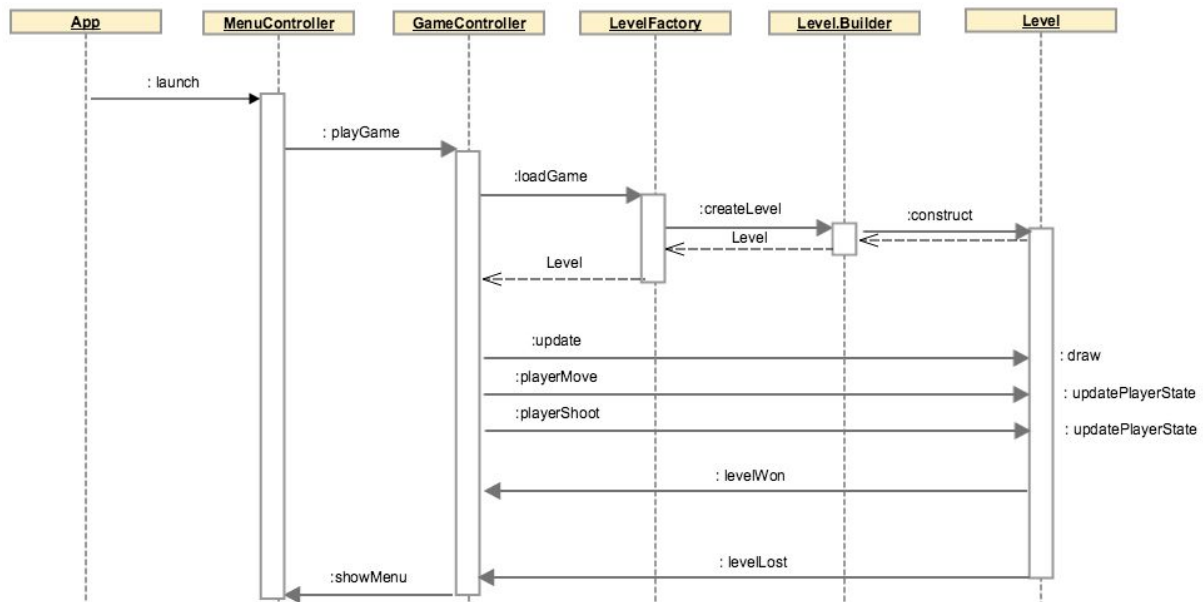 App
MenuController
GameController
LevelFactory
Level.Builder
Level
: launch
: playGame
:loadGame
:createLevel
:construct
Level
Level
:update
: draw
:playerMove
: updatePlayerState
:playerShoot
: updatePlayerState
: levelWon
: levelLost
:showMenu